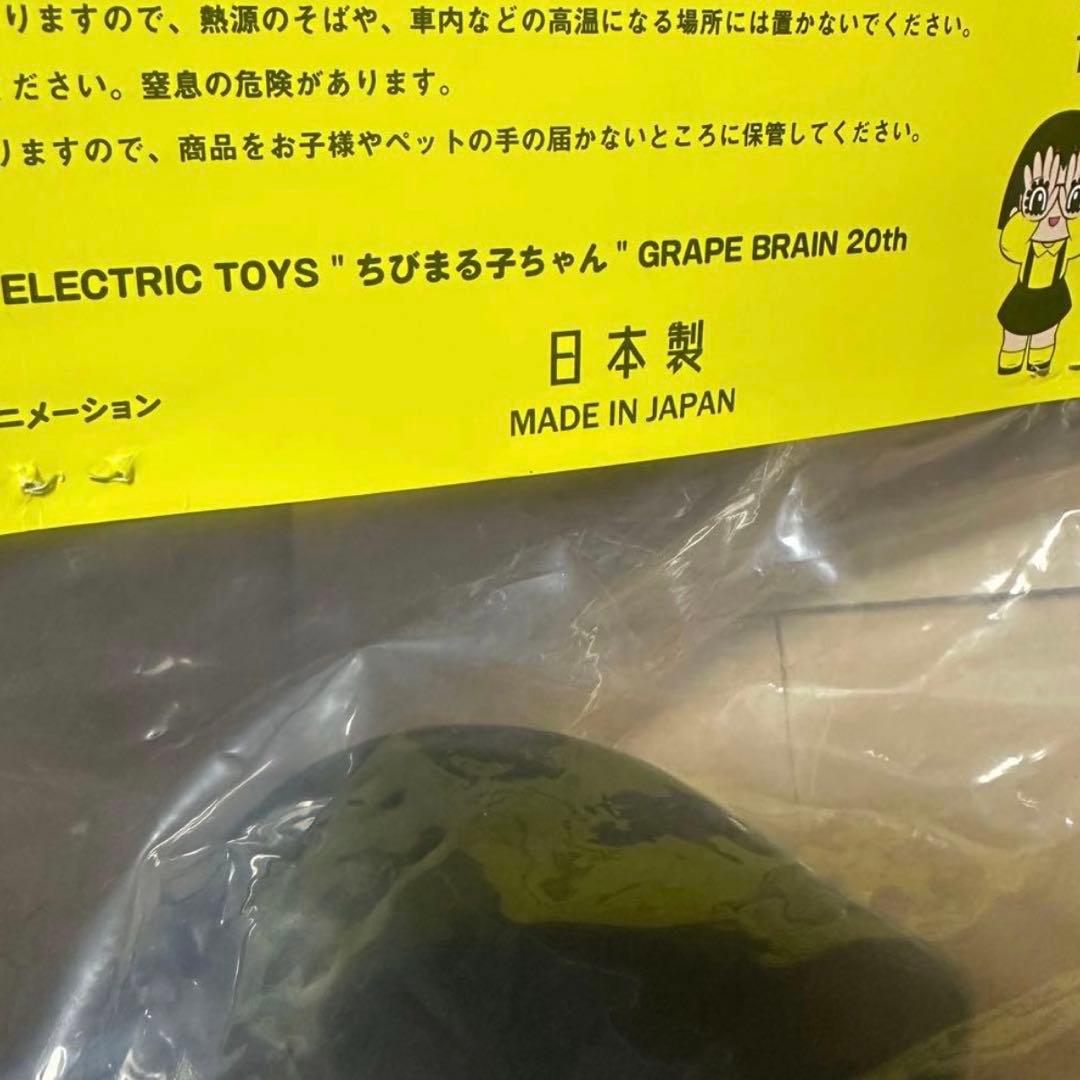 りますので、熱源のそばや、車内などの高温になる場所には置かないでください。
ください。窒息の危険があります。
りますので、商品をお子様やペットの手の届かないところに保管してください。
ELECTRIC TOYS "ちびまる子ちゃん" GRAPE BRAIN 20th
日本製
MADE IN JAPAN
ニメーション